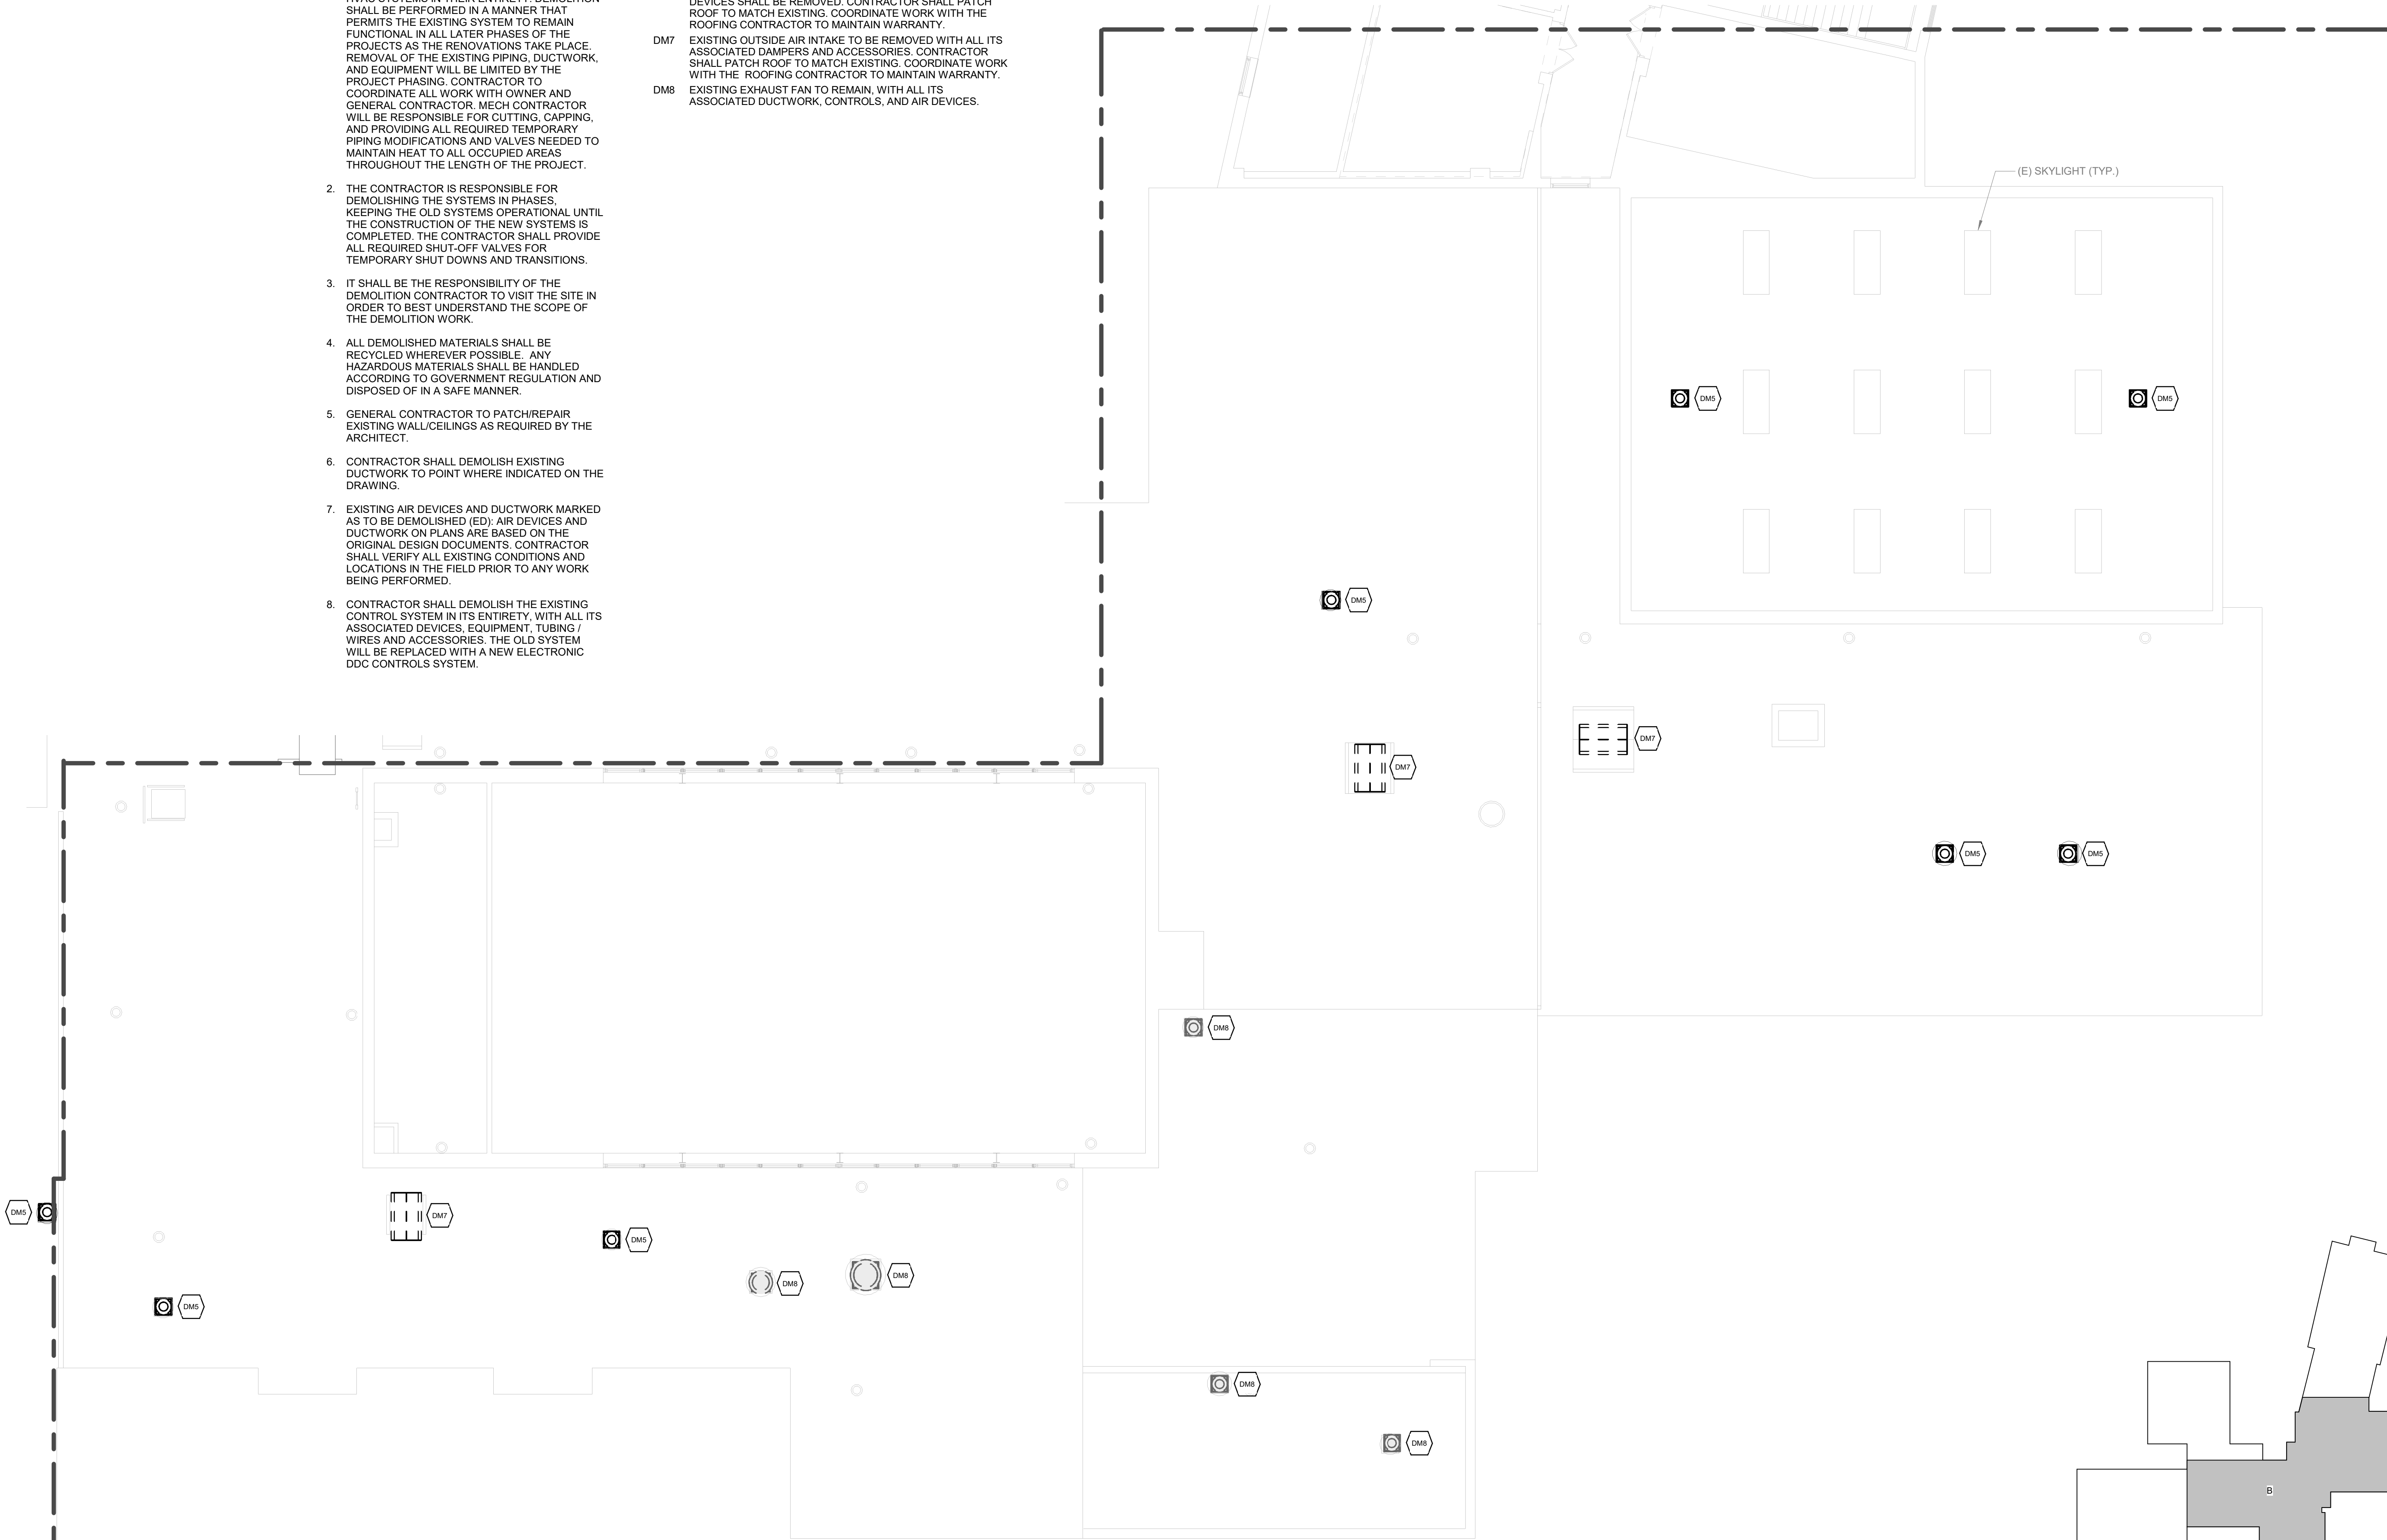 HVAC SYSTEMS IN THEIR ENTIRETY. DEMOLITION
SHALL BE PERFORMED IN A MANNER THAT
PERMITS THE EXISTING SYSTEM TO REMAIN
FUNCTIONAL IN ALL LATER PHASES OF THE
PROJECTS AS THE RENOVATIONS TAKE PLACE.
REMOVAL OF THE EXISTING PIPING, DUCTWORK,
AND EQUIPMENT WILL BE LIMITED BY THE
PROJECT PHASING. CONTRACTOR TO
COORDINATE ALL WORK WITH OWNER AND
GENERAL CONTRACTOR. MECH CONTRACTOR
WILL BE RESPONSIBLE FOR CUTTING, CAPPING,
AND PROVIDING ALL REQUIRED TEMPORARY
PIPING MODIFICATIONS AND VALVES NEEDED TO
MAINTAIN HEAT TO ALL OCCUPIED AREAS
THROUGHOUT THE LENGTH OF THE PROJECT.
2. THE CONTRACTOR IS RESPONSIBLE FOR
DEMOLISHING THE SYSTEMS IN PHASES,
KEEPING THE OLD SYSTEMS OPERATIONAL UNTIL
THE CONSTRUCTION OF THE NEW SYSTEMS IS
COMPLETED. THE CONTRACTOR SHALL PROVIDE
ALL REQUIRED SHUT-OFF VALVES FOR
TEMPORARY SHUT DOWNS AND TRANSITIONS.
3. IT SHALL BE THE RESPONSIBILITY OF THE
DEMOLITION CONTRACTOR TO VISIT THE SITE IN
ORDER TO BEST UNDERSTAND THE SCOPE OF
THE DEMOLITION WORK.
4. ALL DEMOLISHED MATERIALS SHALL BE
RECYCLED WHEREVER POSSIBLE. ANY
HAZARDOUS MATERIALS SHALL BE HANDLED
ACCORDING TO GOVERNMENT REGULATION AND
DISPOSED OF IN A SAFE MANNER.
5. GENERAL CONTRACTOR TO PATCH/REPAIR
EXISTING WALL/CEILINGS AS REQUIRED BY THE
ARCHITECT.
6. CONTRACTOR SHALL DEMOLISH EXISTING
DUCTWORK TO POINT WHERE INDICATED ON THE
DRAWING.
7. EXISTING AIR DEVICES AND DUCTWORK MARKED
AS TO BE DEMOLISHED (ED): AIR DEVICES AND
DUCTWORK ON PLANS ARE BASED ON THE
ORIGINAL DESIGN DOCUMENTS. CONTRACTOR
SHALL VERIFY ALL EXISTING CONDITIONS AND
LOCATIONS IN THE FIELD PRIOR TO ANY WORK
BEING PERFORMED.
8. CONTRACTOR SHALL DEMOLISH THE EXISTING
CONTROL SYSTEM IN ITS ENTIRETY, WITH ALL ITS
ASSOCIATED DEVICES, EQUIPMENT, TUBING /
WIRES AND ACCESSORIES. THE OLD SYSTEM
WILL BE REPLACED WITH A NEW ELECTRONIC
DDC CONTROLS SYSTEM.
DEVICES SHALL BE REMOVED. CONTRACTOR SHALL PATCH
ROOF TO MATCH EXISTING. COORDINATE WORK WITH THE
ROOFING CONTRACTOR TO MAINTAIN WARRANTY.
DM7 EXISTING OUTSIDE AIR INTAKE TO BE REMOVED WITH ALL ITS
ASSOCIATED DAMPERS AND ACCESSORIES. CONTRACTOR
SHALL PATCH ROOF TO MATCH EXISTING. COORDINATE WORK
WITH THE ROOFING CONTRACTOR TO MAINTAIN WARRANTY.
DM8 EXISTING EXHAUST FAN TO REMAIN, WITH ALL ITS
ASSOCIATED DUCTWORK, CONTROLS, AND AIR DEVICES.
(E) SKYLIGHT (TYP.)
DM5
DM5
DM5
DM7
DM7
DM5
DM5
DM8
DM5
DM7
DM5
DM8
DM8
DM5
DM8
DM8
B